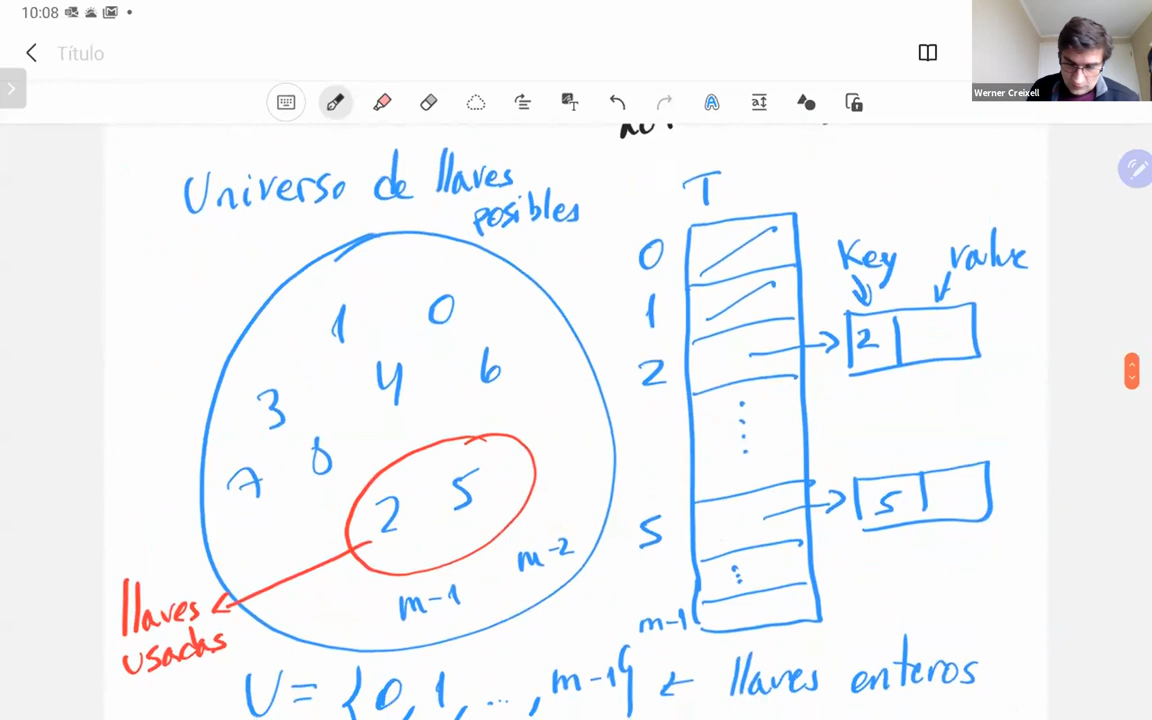 10:08
Título
Werner Creixell
Universo de llaves
posibles
T
0
1
2
5
m-1
Key
value
2
5
1
0
4
6
3
0
7
2
5
m-2
m-1
llaves
usadas
U = {0, 1, ..., m-1} ← llaves enteros